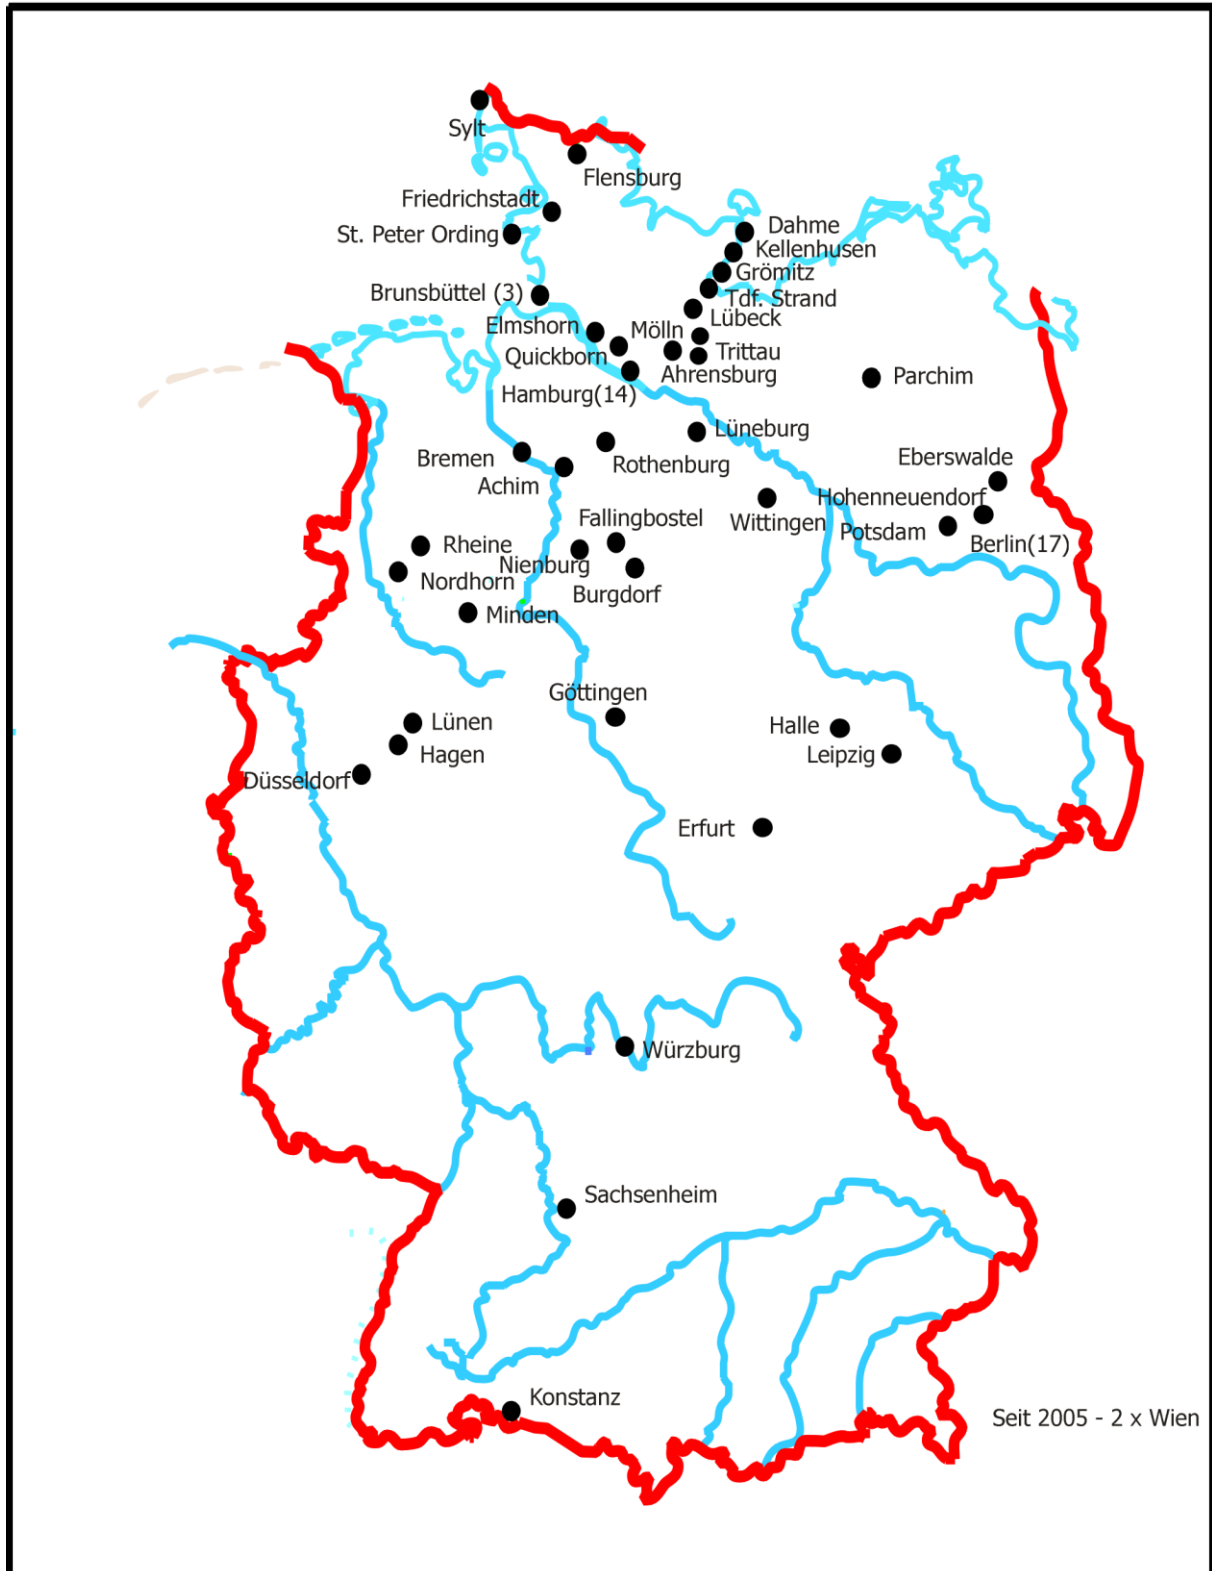 Sylt
Flensburg
Friedrichstadt
St. Peter Ording
Dahme
Kellenhusen
Grömitz
Brunsbüttel (3)
Tdf. Strand
Lübeck
Elmshorn
Mölln
Quickborn
Trittau
Ahrensburg
Parchim
Hamburg(14)
Lüneburg
Bremen
Rothenburg
Eberswalde
Achim
Hohenneuendorf
Fallingbostel
Wittingen
Potsdam
Berlin(17)
Rheine
Nienburg
Nordhorn
Burgdorf
Minden
Göttingen
Lünen
Halle
Hagen
Leipzig
Düsseldorf
Erfurt
Würzburg
Sachsenheim
Konstanz
Seit 2005 - 2 x Wien